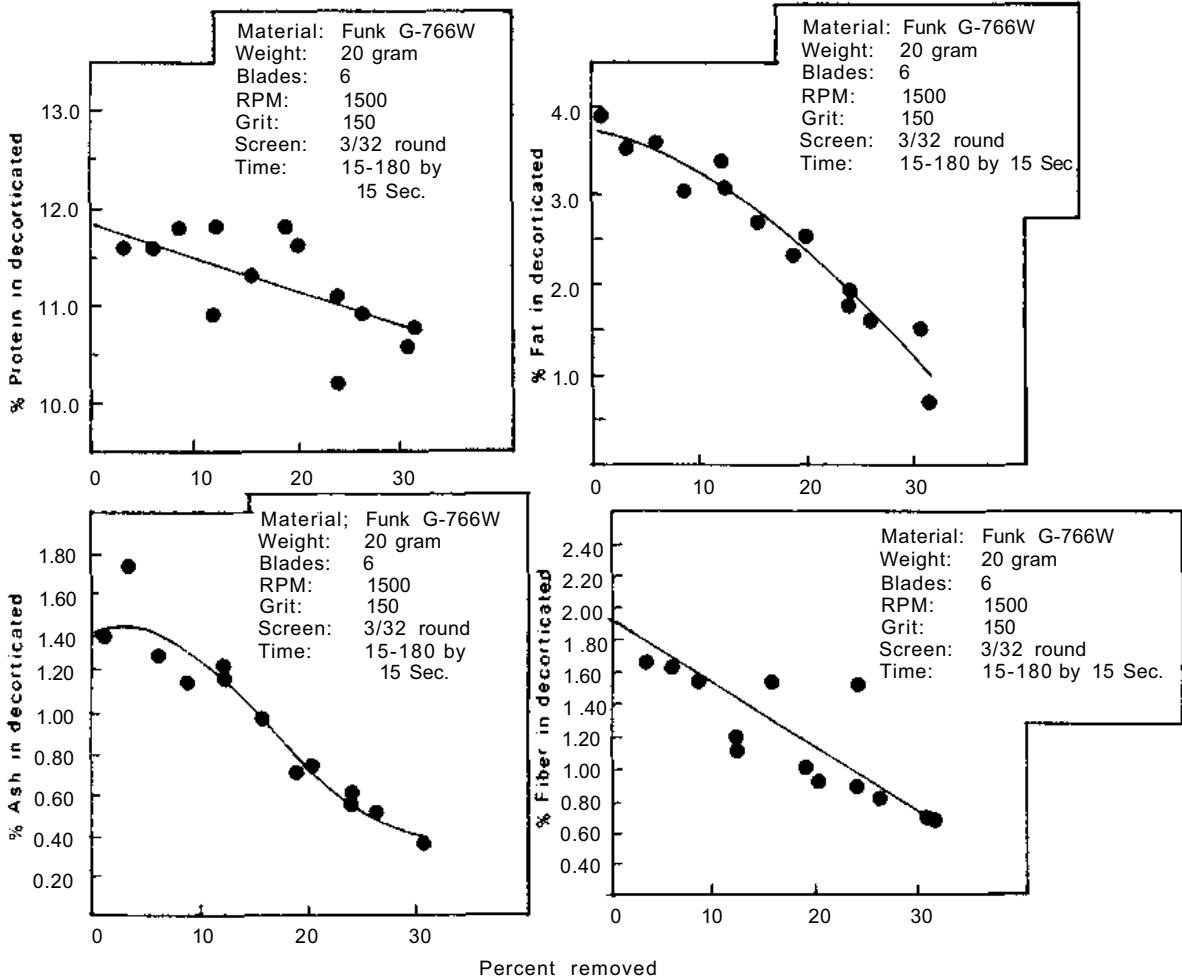 Material: Funk G-766W
Weight: 20 gram
Blades: 6
RPM: 1500
Grit: 150
Screen: 3/32 round
Time: 15-180 by
15 Sec.
% Protein in decorticated
13.0
12.0
11.0
10.0
0 10 20 30
Material: Funk G-766W
Weight: 20 gram
Blades: 6
RPM: 1500
Grit: 150
Screen: 3/32 round
Time: 15-180 by 15 Sec
% Fat in decorticated
4.0
3.0
2.0
1.0
0 10 20 30
Material; Funk G-766W
Weight: 20 gram
Blades: 6
RPM: 1500
Grit: 150
Screen: 3/32 round
Time: 15-180 by
15 Sec.
% Ash in decorticated
1.80
1.60
1.40
1.20
1.00
0.80
0.60
0.40
0.20
0 10 20 30
Material: Funk G-766W
Weight: 20 gram
Blades: 6
RPM: 1500
Grit: 150
Screen: 3/32 round
Time: 15-180 by 15 Sec.
% Fiber in decorticated
2.40
2.20
2.00
1.80
1.60
1.40
1.20
1.00
0.80
0.60
0.40
0 10 20 30
Percent removed